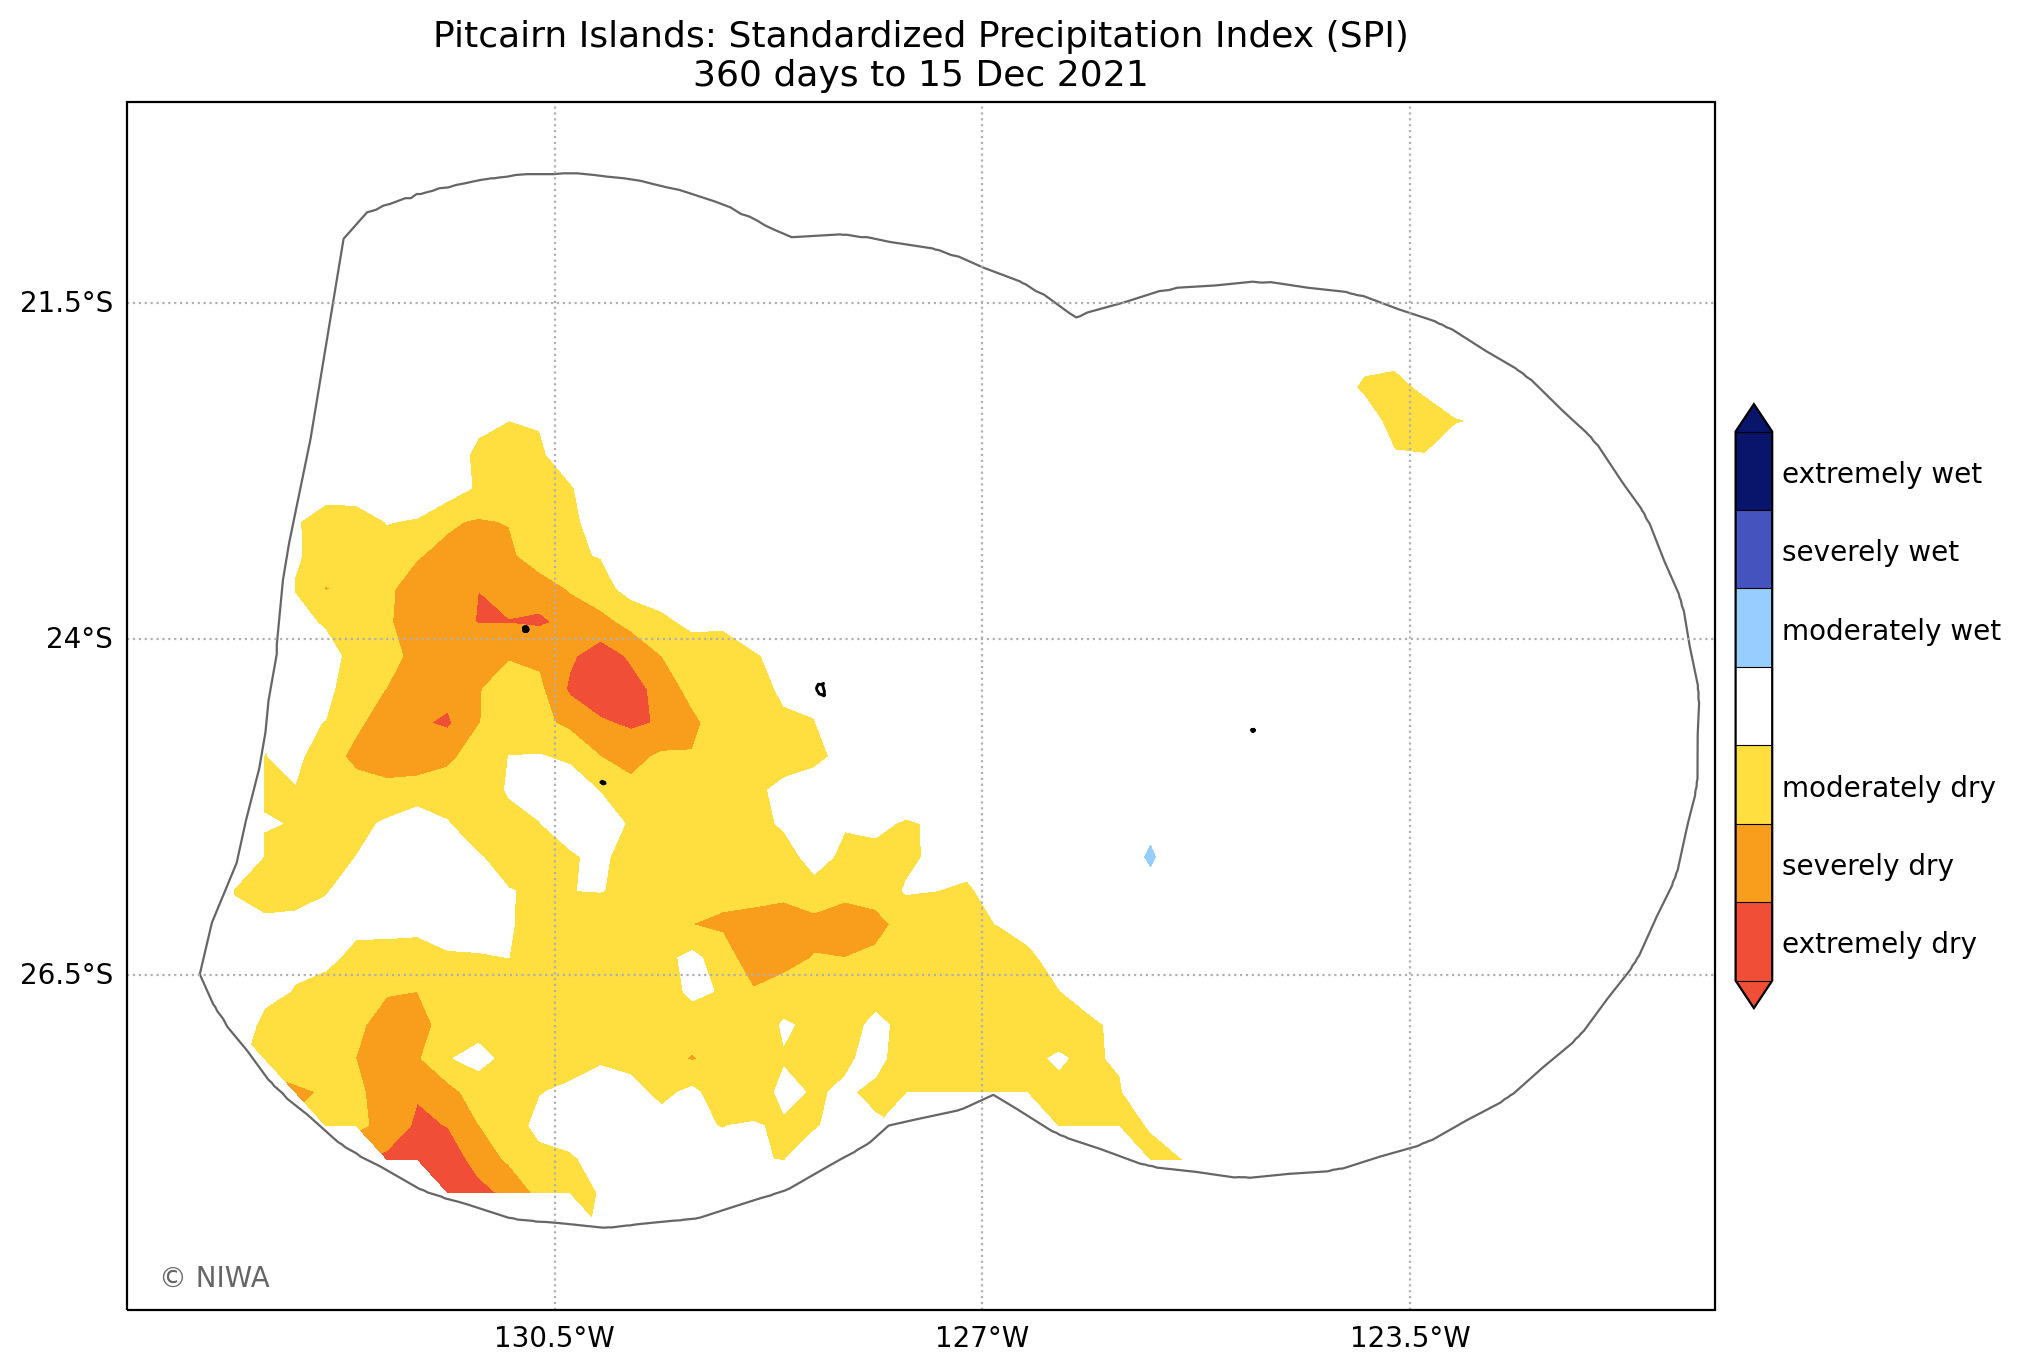 Pitcairn Islands: Standardized Precipitation Index (SPI)
360 days to 15 Dec 2021
21.5°S
24°S
26.5°S
130.5°W
127°W
123.5°W
extremely wet
severely wet
moderately wet
moderately dry
severely dry
extremely dry
© NIWA